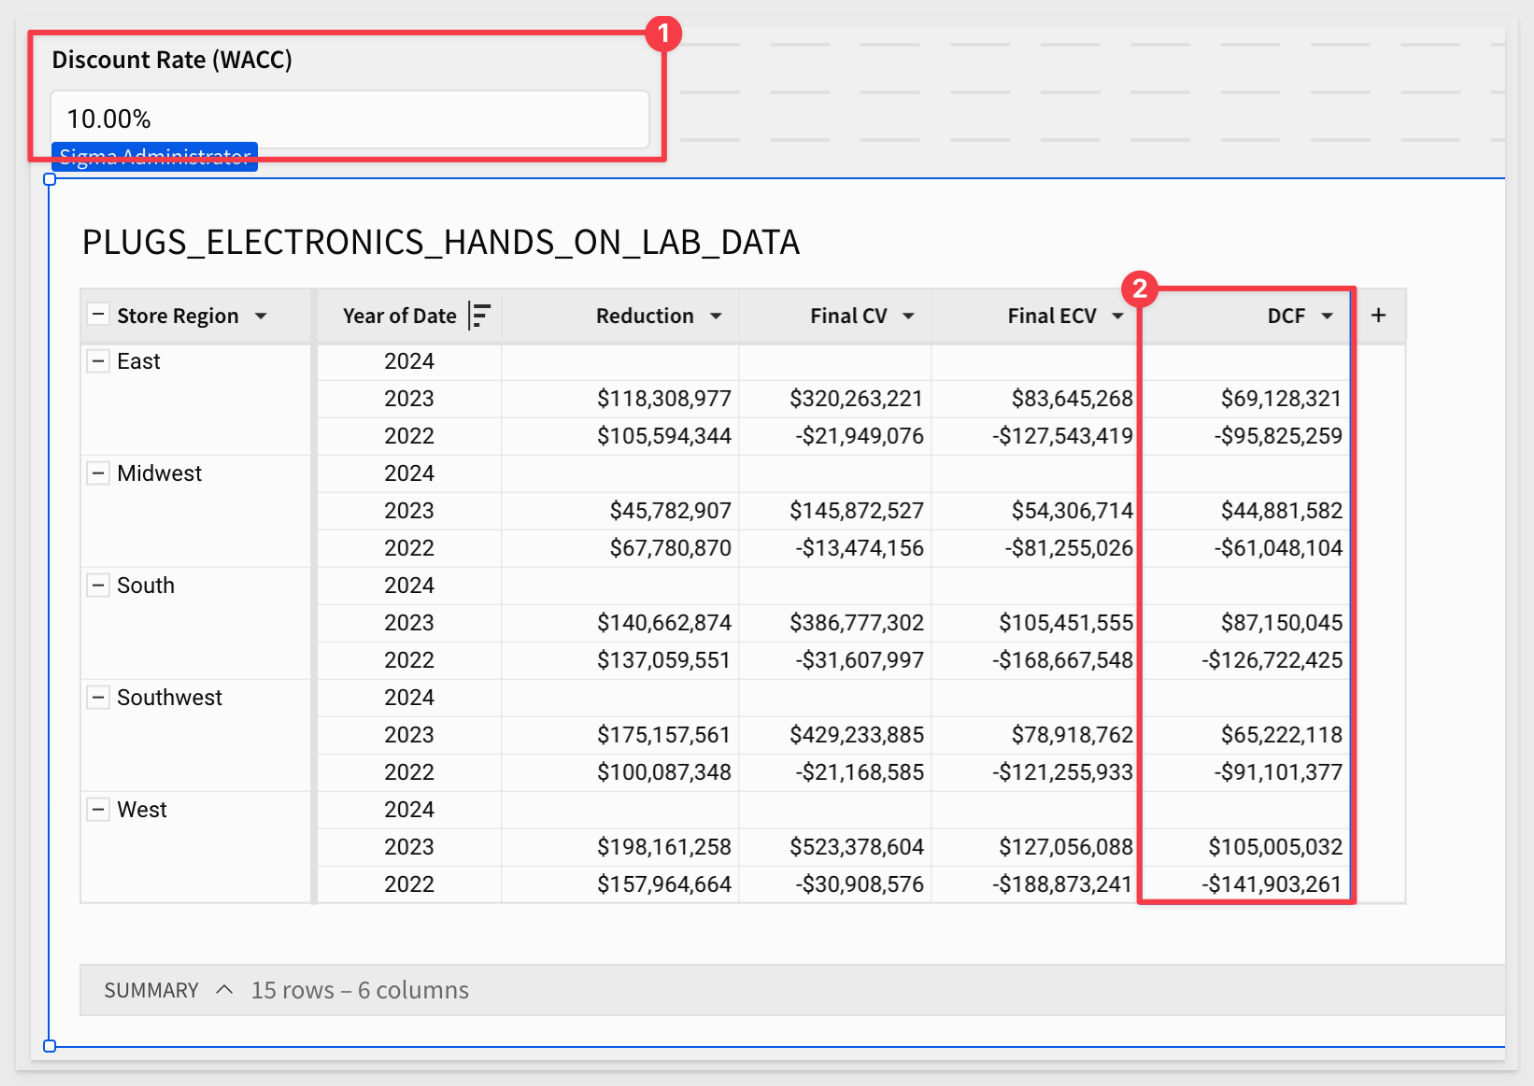 1
Discount Rate (WACC)
10.00%
Sigma Administrator
PLUGS_ELECTRONICS_HANDS_ON_LAB_DATA
2
Store Region Year of Date Reduction Final CV Final ECV DCF +
East 2024
2023 $118,308,977 $320,263,221 $83,645,268 $69,128,321
2022 $105,594,344 -$21,949,076 -$127,543,419 -$95,825,259
Midwest 2024
2023 $45,782,907 $145,872,527 $54,306,714 $44,881,582
2022 $67,780,870 -$13,474,156 -$81,255,026 -$61,048,104
South 2024
2023 $140,662,874 $386,777,302 $105,451,555 $87,150,045
2022 $137,059,551 -$31,607,997 -$168,667,548 -$126,722,425
Southwest 2024
2023 $175,157,561 $429,233,885 $78,918,762 $65,222,118
2022 $100,087,348 -$21,168,585 -$121,255,933 -$91,101,377
West 2024
2023 $198,161,258 $523,378,604 $127,056,088 $105,005,032
2022 $157,964,664 -$30,908,576 -$188,873,241 -$141,903,261
SUMMARY 15 rows – 6 columns